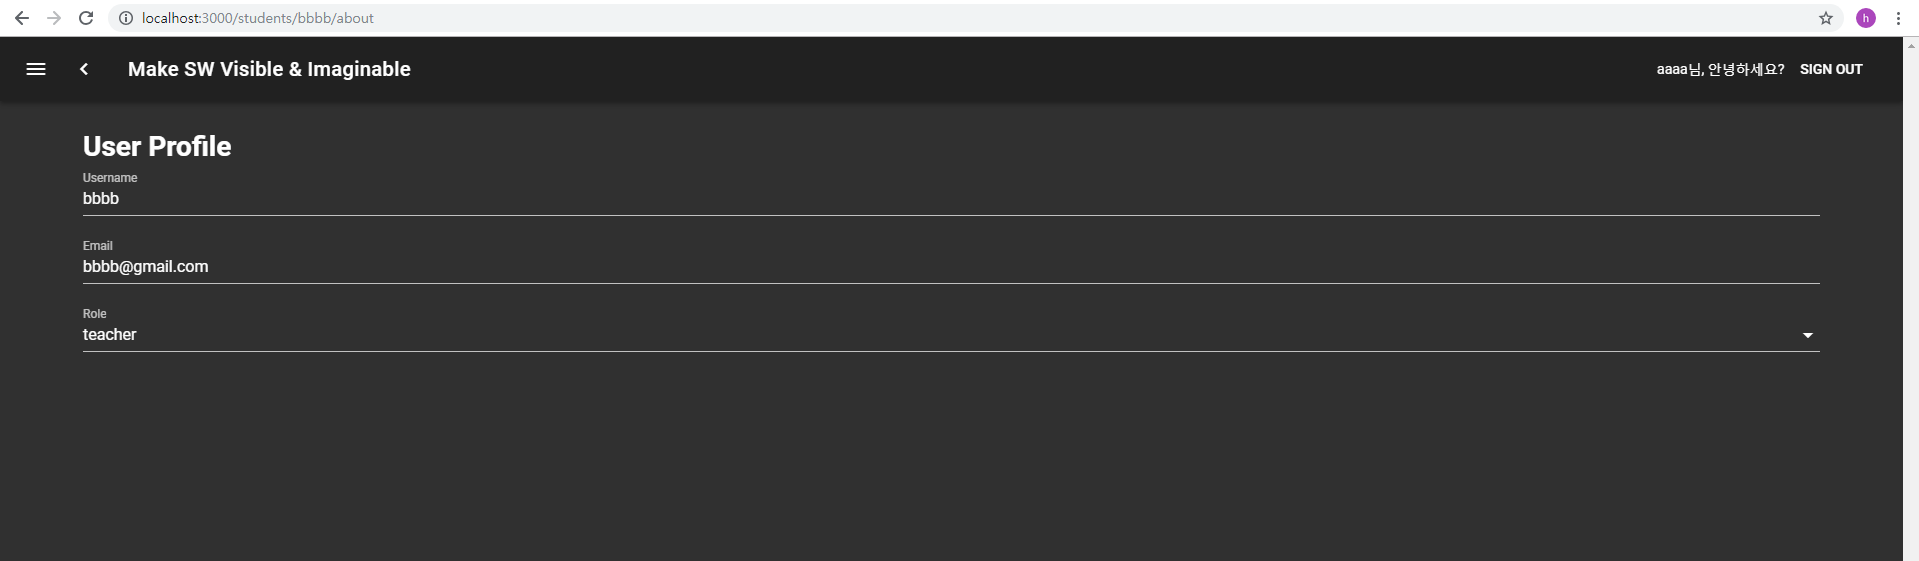 localhost:3000/students/bbbb/about
h
Make SW Visible & Imaginable
aaaa님, 안녕하세요? SIGN OUT
User Profile
Username
bbbb
Email
bbbb@gmail.com
Role
teacher